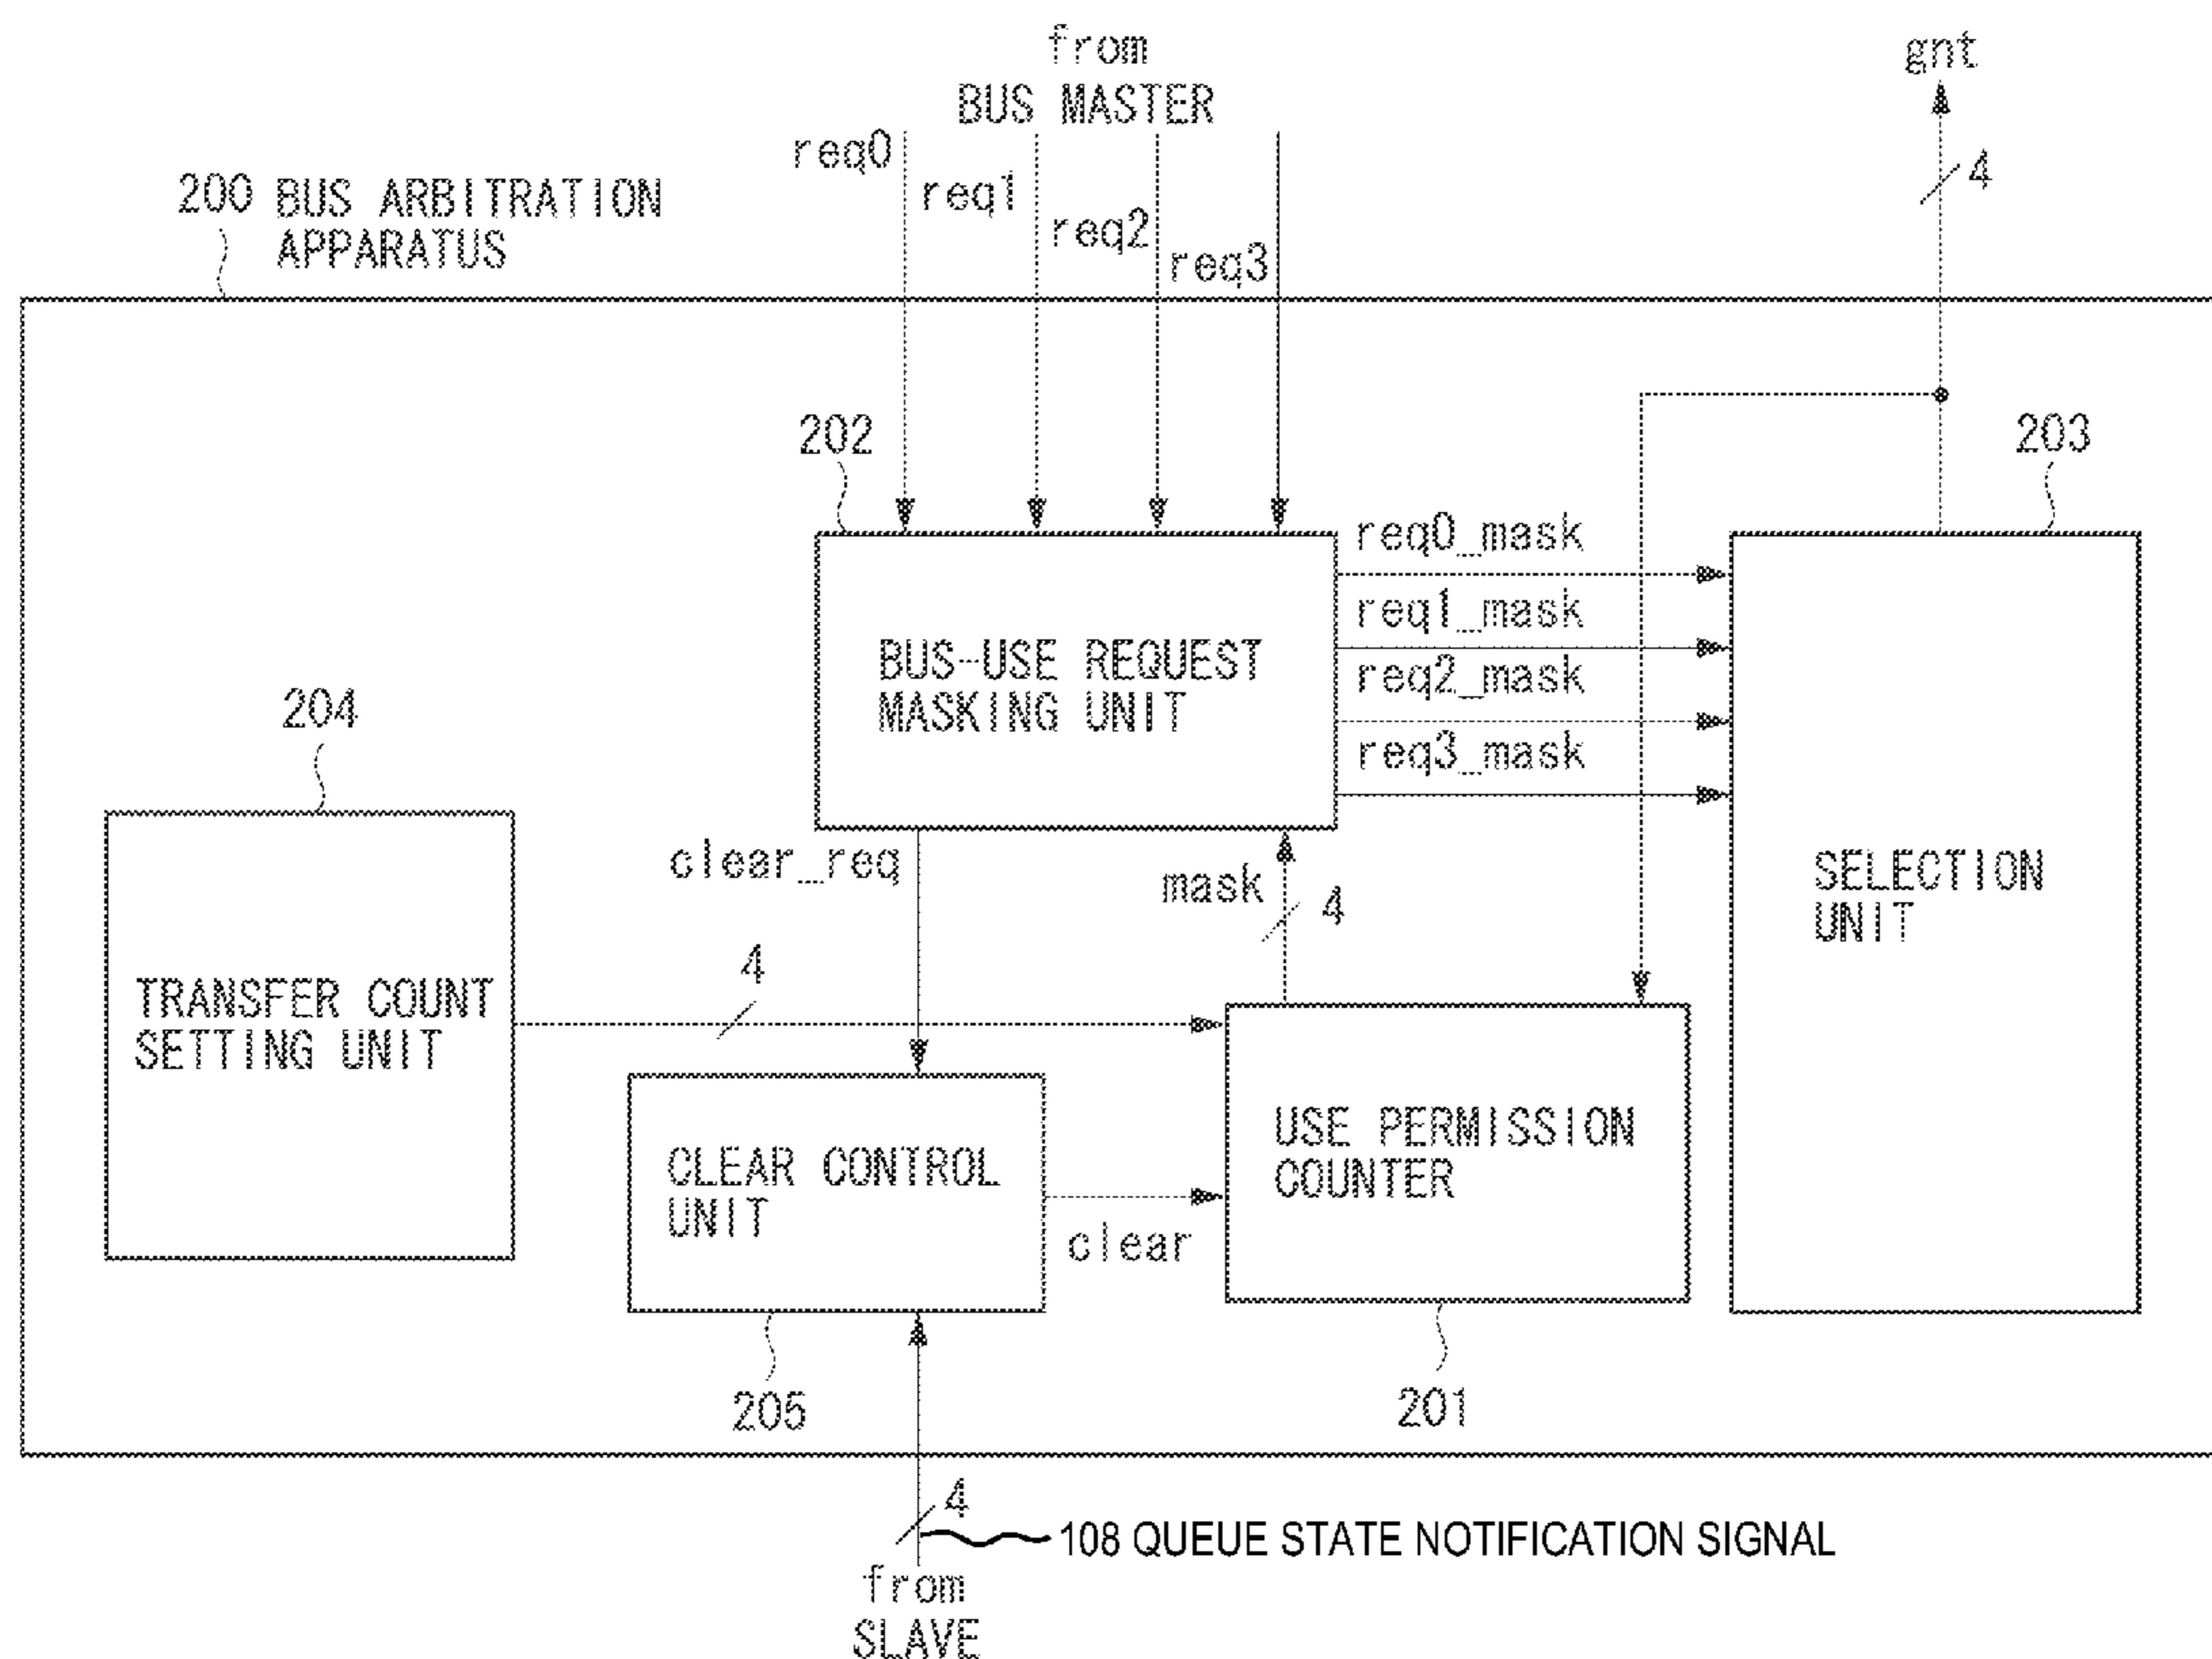 from
BUS MASTER
gnt
4
req0
req1
req2
req3
200 BUS ARBITRATION
APPARATUS
202
203
req0_mask
req1_mask
req2_mask
req3_mask
BUS-USE REQUEST
MASKING UNIT
204
clear_req
mask
4
SELECTION
UNIT
4
TRANSFER COUNT
SETTING UNIT
USE PERMISSION
COUNTER
CLEAR CONTROL
UNIT
clear
205
201
4
108 QUEUE STATE NOTIFICATION SIGNAL
from
SLAVE